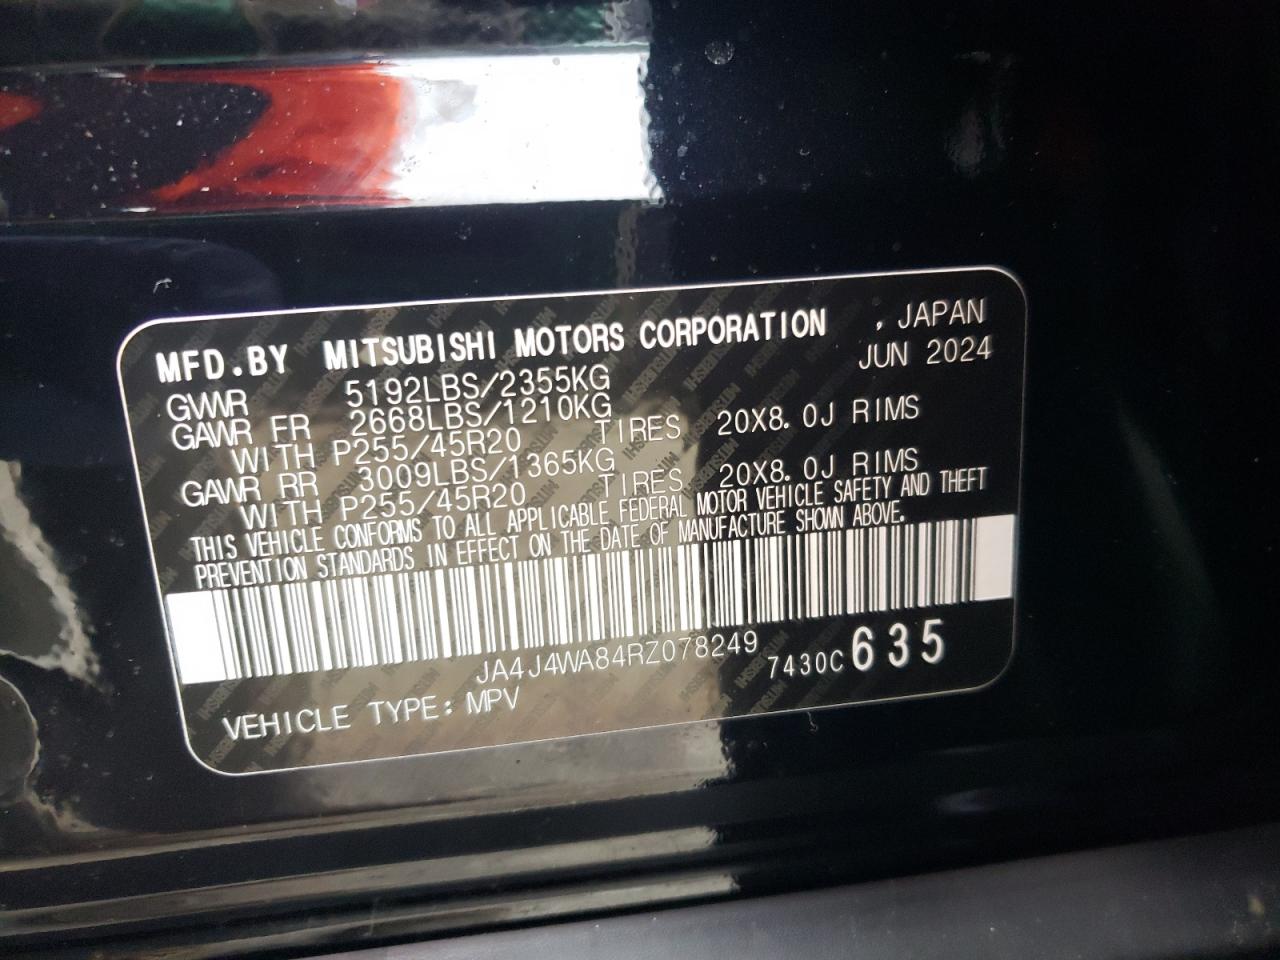 MFD.BY MITSUBISHI MOTORS CORPORATION , JAPAN
JUN 2024
GVWR 5192LBS/2355KG
GAWR FR 2668LBS/1210KG
WITH P255/45R20 TIRES 20X8.0J RIMS
GAWR RR 3009LBS/1365KG
WITH P255/45R20 TIRES 20X8.0J RIMS
THIS VEHICLE CONFORMS TO ALL APPLICABLE FEDERAL MOTOR VEHICLE SAFETY AND THEFT
PREVENTION STANDARDS IN EFFECT ON THE DATE OF MANUFACTURE SHOWN ABOVE.
JA4J4WA84RZ078249 7430C 635
VEHICLE TYPE: MPV